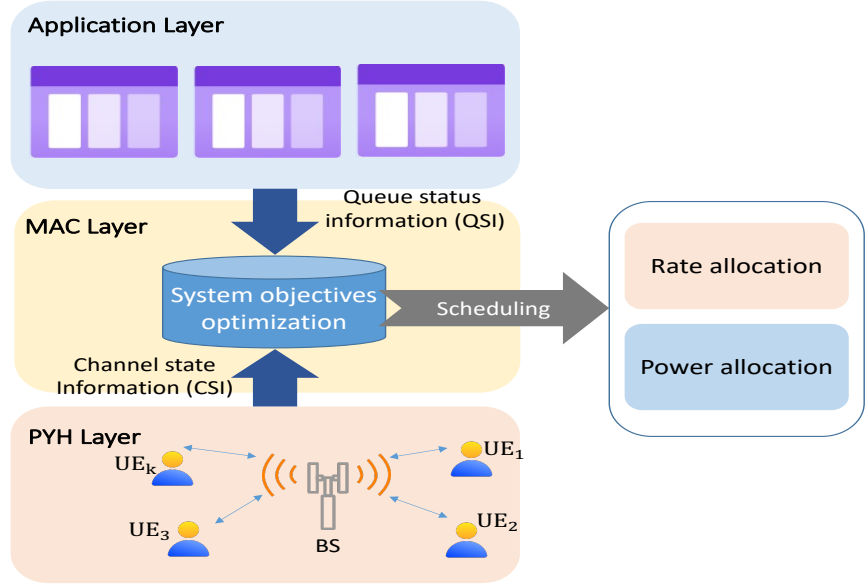 Application Layer
Queue status
information (QSI)
MAC Layer
System objectives
optimization
Scheduling
Rate allocation
Power allocation
Channel state
Information (CSI)
PYH Layer
UEk
UE1
UE3
UE2
BS